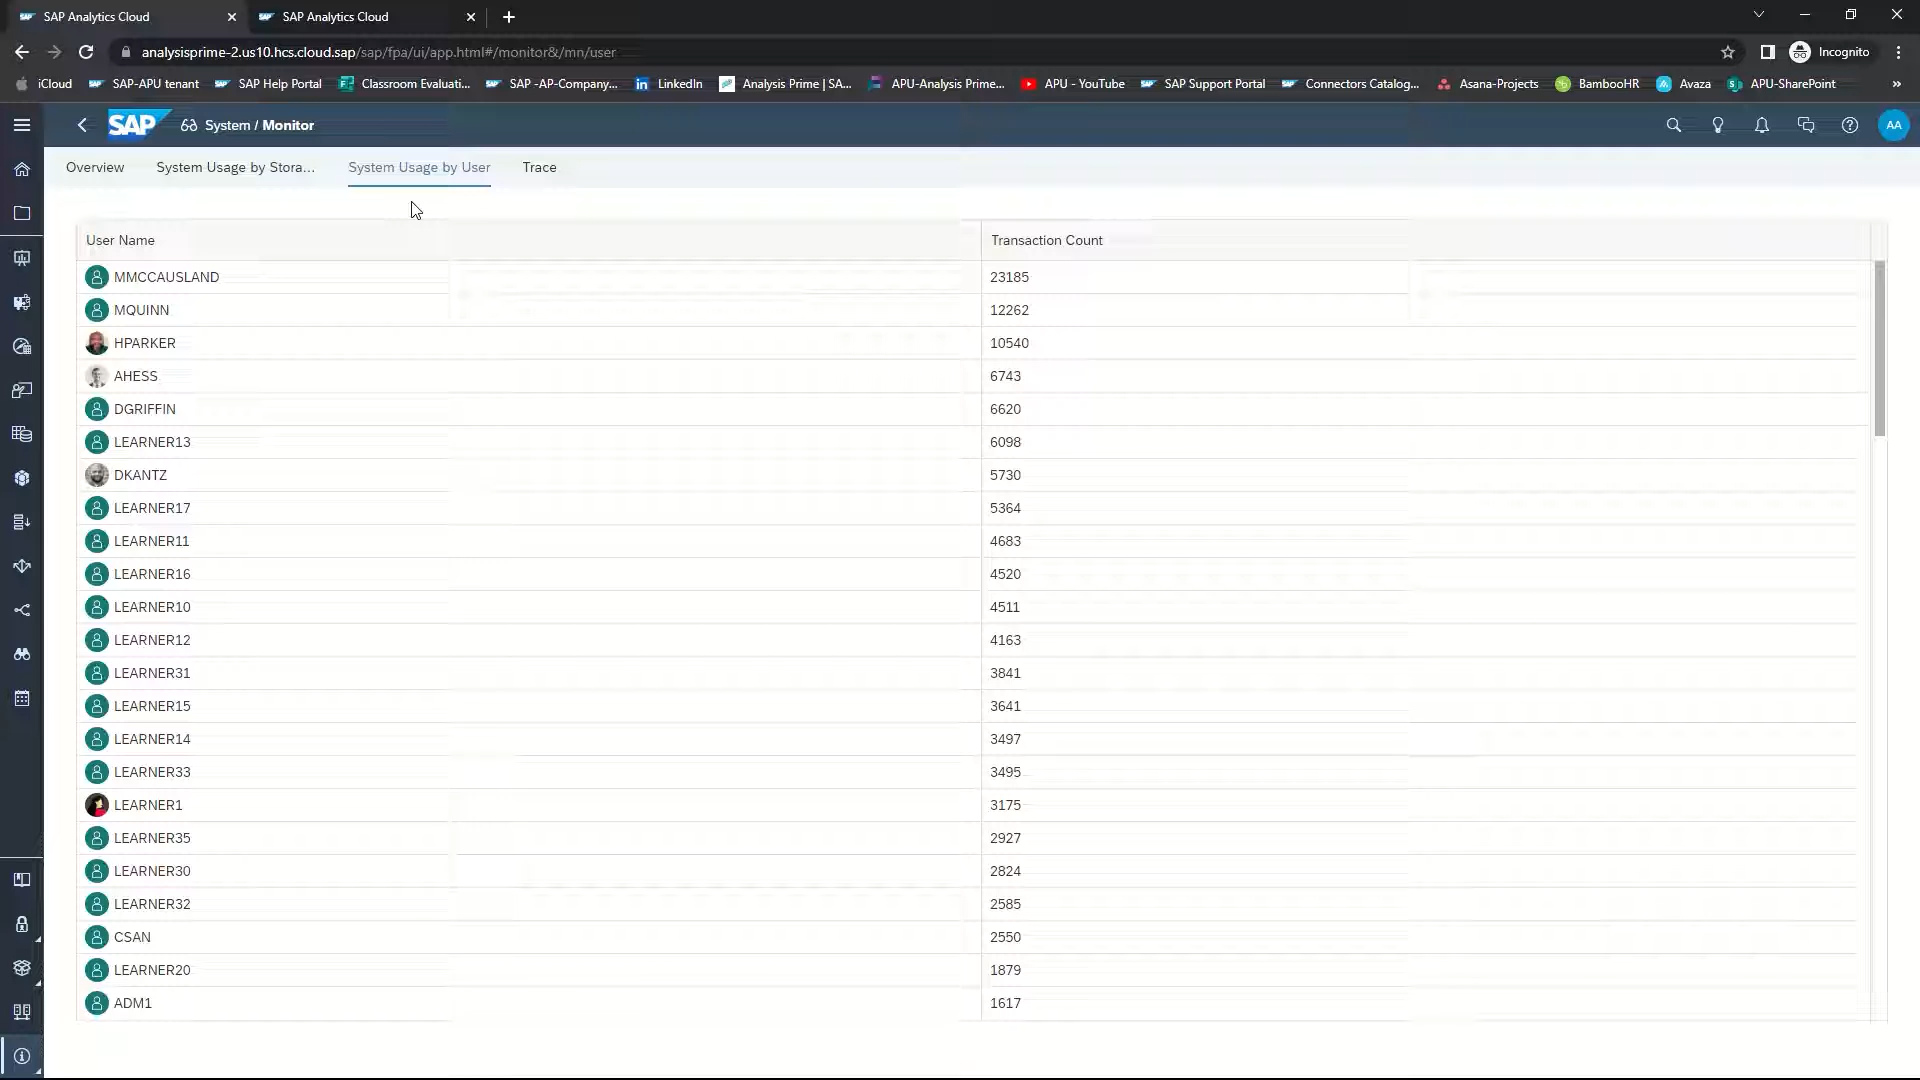 SAP Analytics Cloud
SAP Analytics Cloud
analysisprime-2.us10.hcs.cloud.sap/sap/fpa/ui/app.html#/monitor&/mn/user
Incognito
iCloud
SAP-APU tenant
SAP Help Portal
Classroom Evaluati...
SAP -AP-Company...
LinkedIn
Analysis Prime | SA...
APU-Analysis Prime...
APU - YouTube
SAP Support Portal
Connectors Catalog...
Asana-Projects
BambooHR
Avaza
APU-SharePoint
SAP
System / Monitor
AA
Overview
System Usage by Stora...
System Usage by User
Trace
User Name Transaction Count
MMCCAUSLAND 23185
MQUINN 12262
HPARKER 10540
AHESS 6743
DGRIFFIN 6620
LEARNER13 6098
DKANTZ 5730
LEARNER17 5364
LEARNER11 4683
LEARNER16 4520
LEARNER10 4511
LEARNER12 4163
LEARNER31 3841
LEARNER15 3641
LEARNER14 3497
LEARNER33 3495
LEARNER1 3175
LEARNER35 2927
LEARNER30 2824
LEARNER32 2585
CSAN 2550
LEARNER20 1879
ADM1 1617